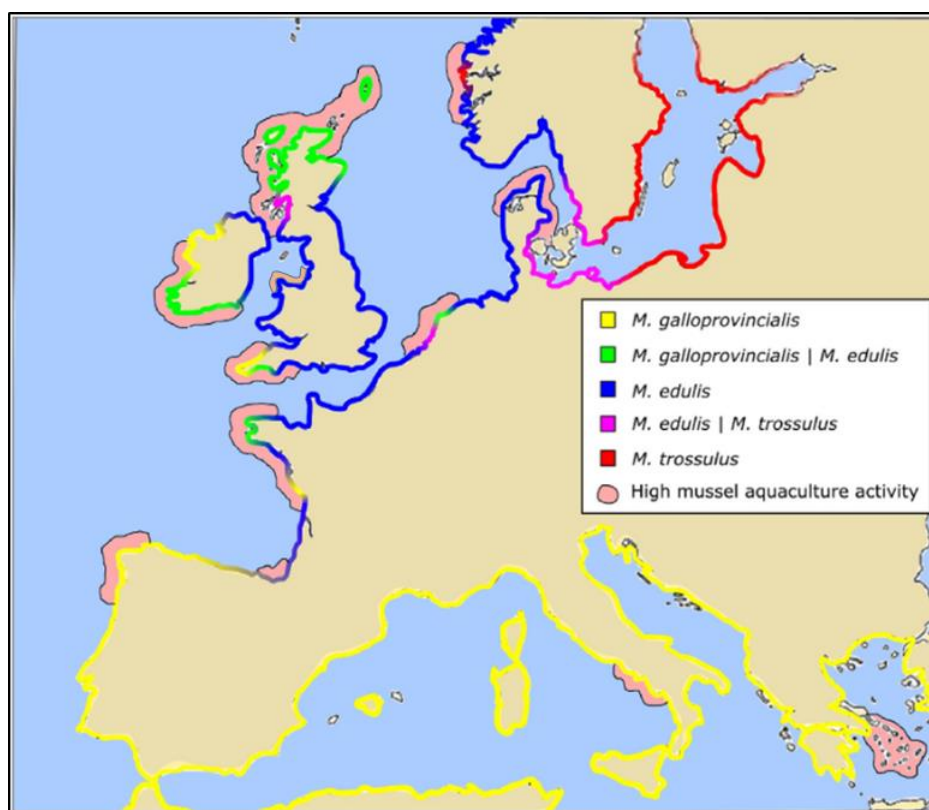 M. galloprovincialis
M. galloprovincialis | M. edulis
M. edulis
M. edulis | M. trossulus
M. trossulus
High mussel aquaculture activity